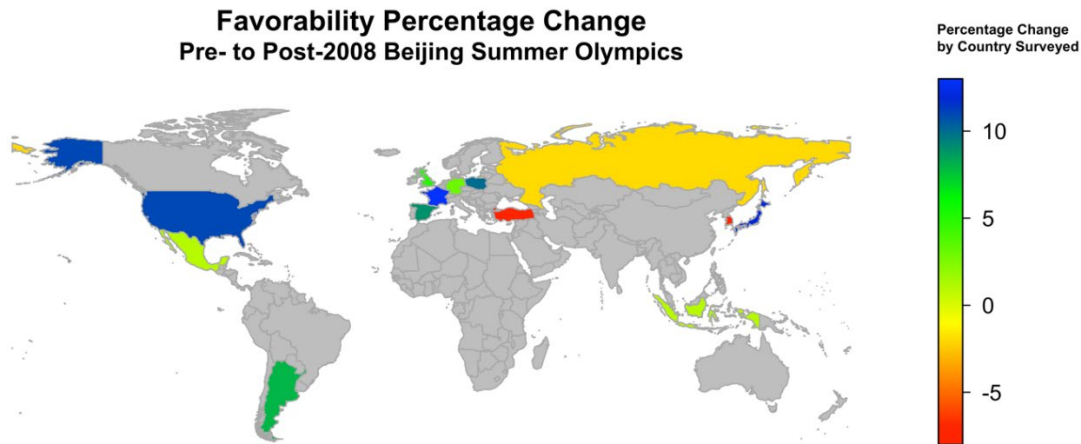 Favorability Percentage Change
Pre- to Post-2008 Beijing Summer Olympics
Percentage Change
by Country Surveyed
10
5
0
-5